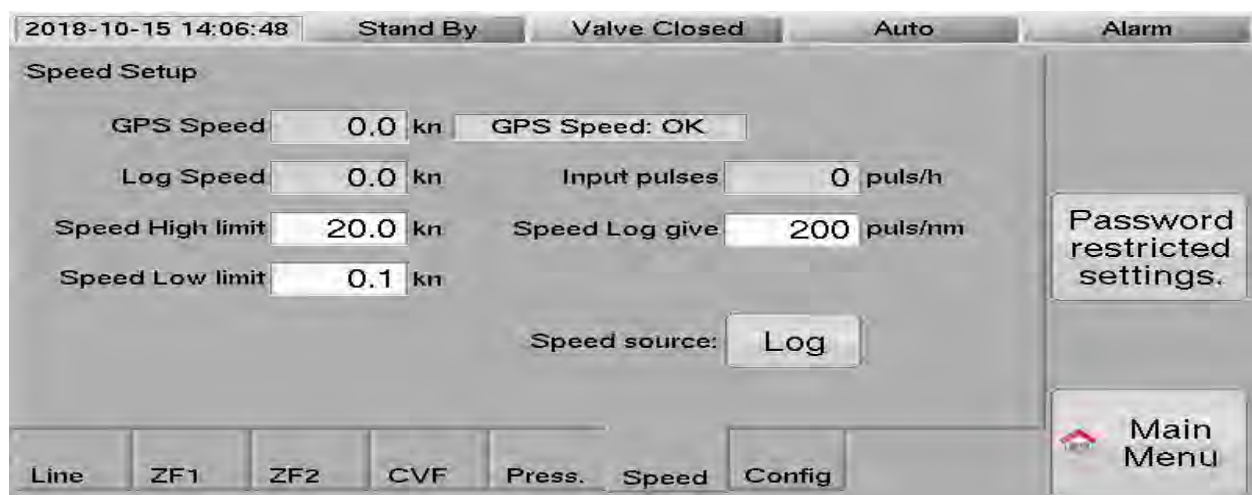 2018-10-15 14:06:48 Stand By Valve Closed Auto Alarm
Speed Setup
GPS Speed 0.0 kn GPS Speed: OK
Log Speed 0.0 kn Input pulses 0 puls/h
Speed High limit 20.0 kn Speed Log give 200 puls/nm
Speed Low limit 0.1 kn
Speed source: Log
Password
restricted
settings.
Main
Menu
Line ZF1 ZF2 CVF Press. Speed Config